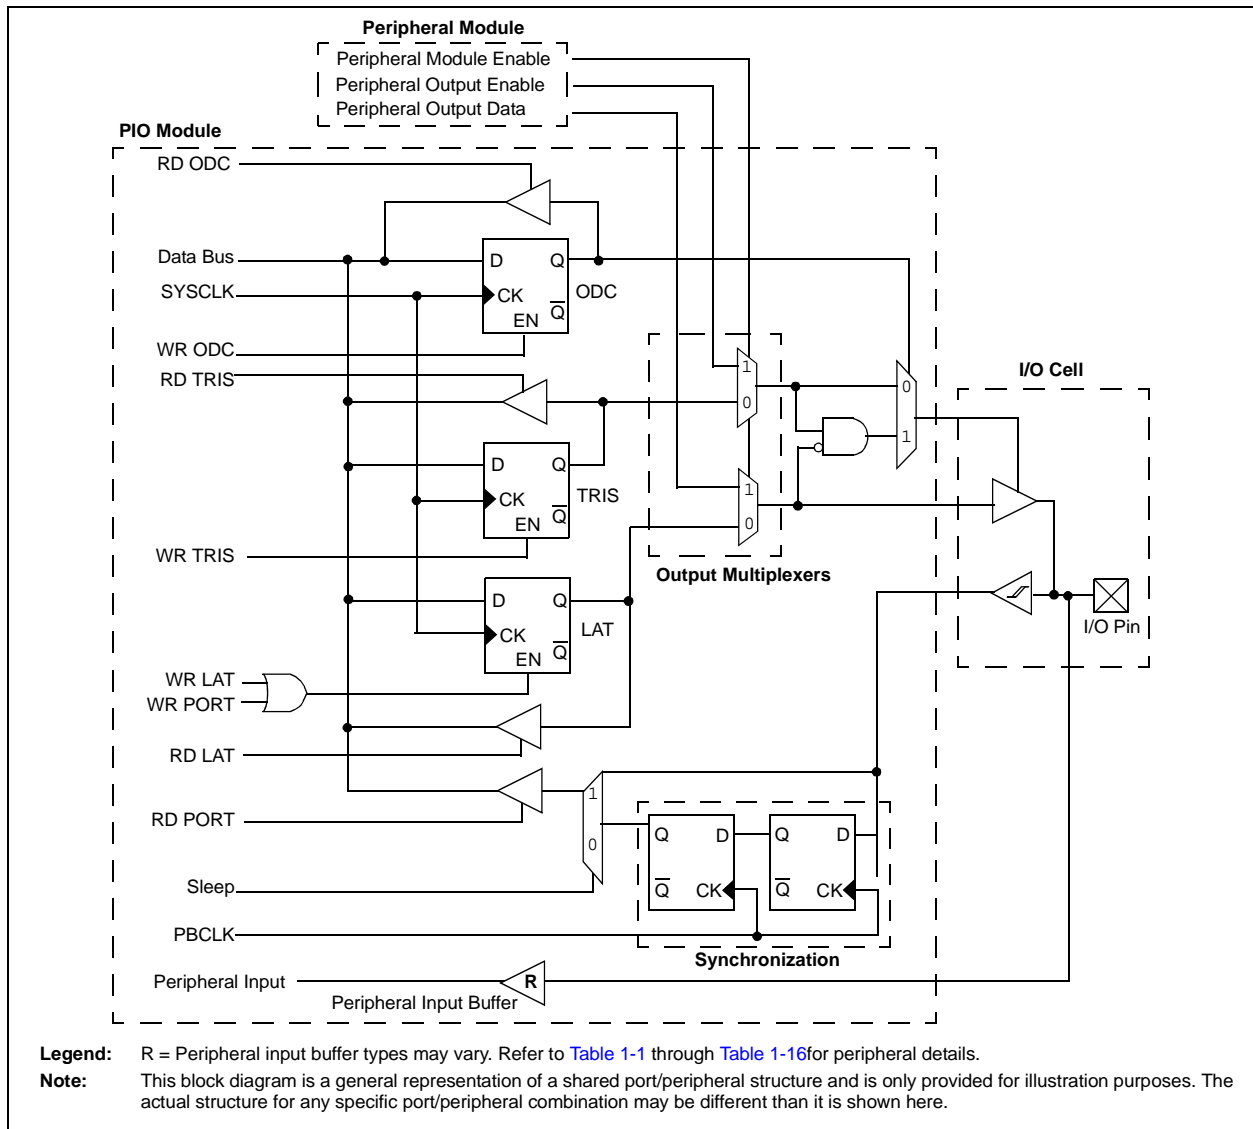 Peripheral Module
Peripheral Module Enable
Peripheral Output Enable
Peripheral Output Data
PIO Module
RD ODC
Data Bus
D
Q
ODC
SYSCLK
CK
Q
EN
WR ODC
RD TRIS
1
0
0
1
I/O Cell
D
Q
TRIS
CK
Q
EN
WR TRIS
1
0
Output Multiplexers
D
Q
LAT
CK
Q
EN
I/O Pin
WR LAT
WR PORT
RD LAT
RD PORT
1
0
Q
D
Q
D
Q
CK
Q
CK
Sleep
PBCLK
Synchronization
Peripheral Input
R
Peripheral Input Buffer
Legend: R = Peripheral input buffer types may vary. Refer to Table 1-1 through Table 1-16for peripheral details.
Note: This block diagram is a general representation of a shared port/peripheral structure and is only provided for illustration purposes. The
actual structure for any specific port/peripheral combination may be different than it is shown here.